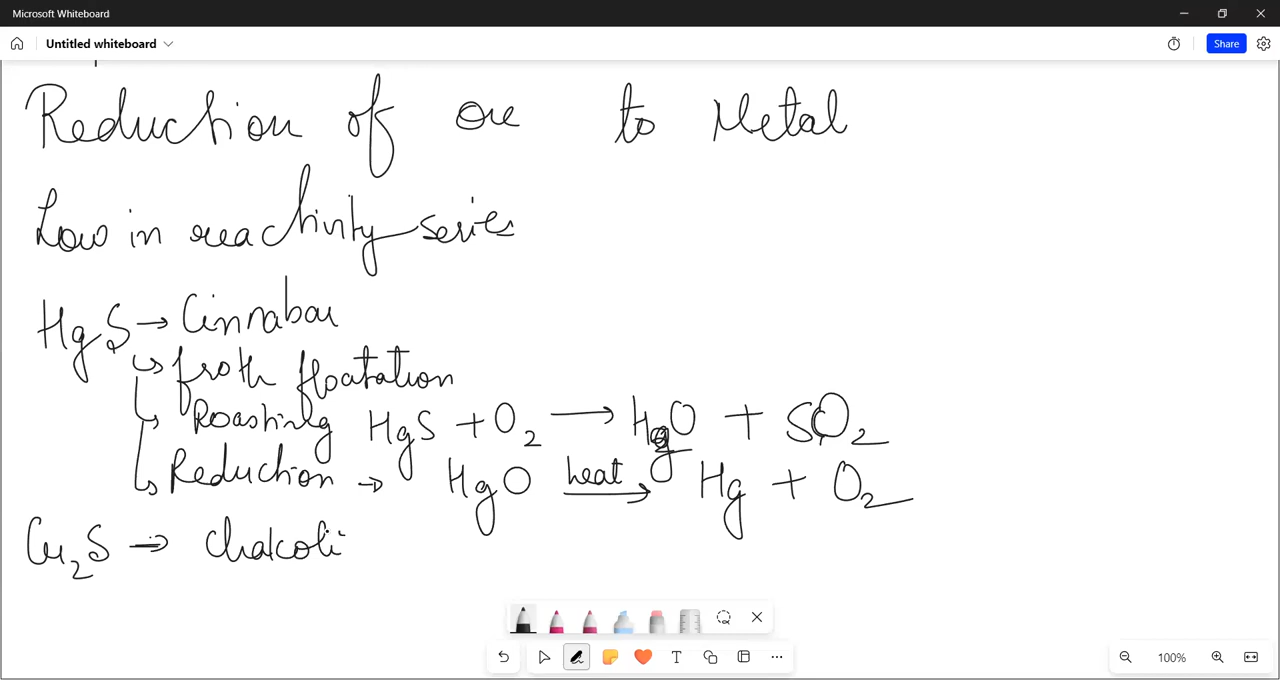 Microsoft Whiteboard
Untitled whiteboard
Share
Reduction of ore to Metal
Low in reactivity series
HgS → Cinnabar
↳ froth floatation
↳ Roasting HgS + O2 → HgO + SO2
↳ Reduction → HgO heat→ Hg + O2
Cu2S → Chalcoli
T
100%